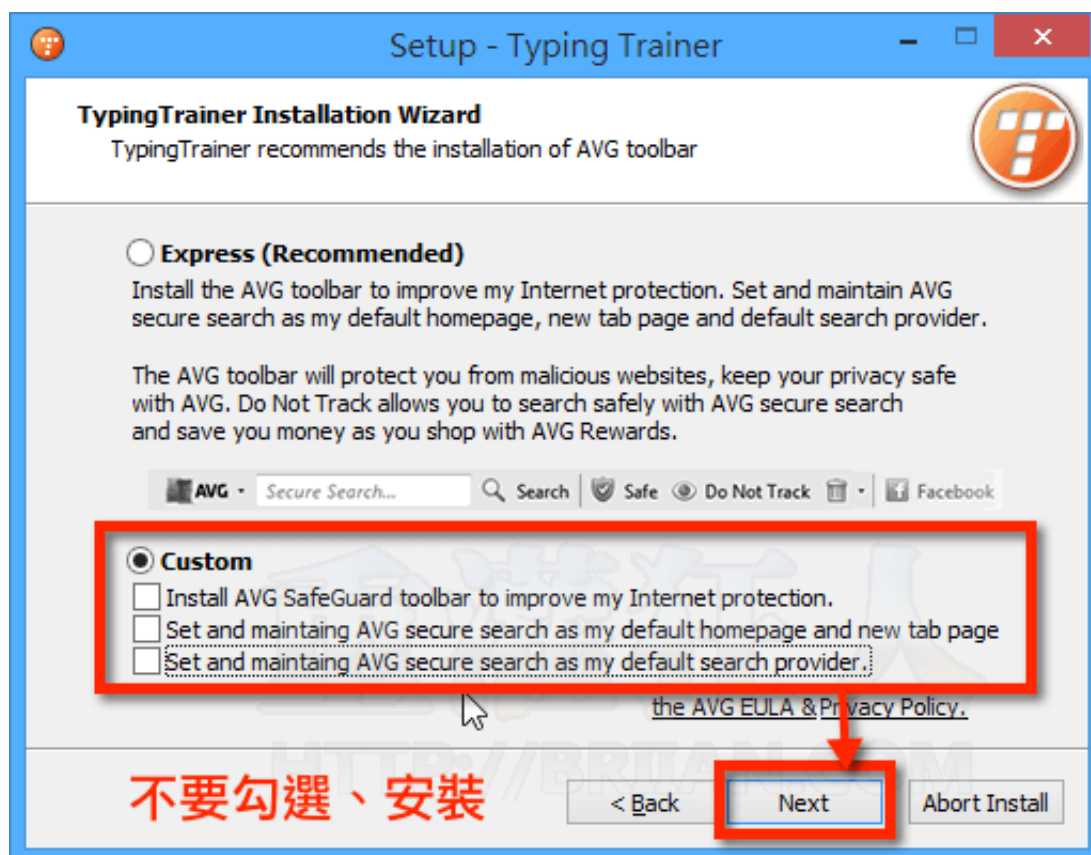 Setup - Typing Trainer
TypingTrainer Installation Wizard
TypingTrainer recommends the installation of AVG toolbar
Express (Recommended)
Install the AVG toolbar to improve my Internet protection. Set and maintain AVG
secure search as my default homepage, new tab page and default search provider.
The AVG toolbar will protect you from malicious websites, keep your privacy safe
with AVG. Do Not Track allows you to search safely with AVG secure search
and save you money as you shop with AVG Rewards.
AVG Secure Search... Search Safe Do Not Track Facebook
Custom
Install AVG SafeGuard toolbar to improve my Internet protection.
Set and maintaing AVG secure search as my default homepage and new tab page
Set and maintaing AVG secure search as my default search provider.
the AVG EULA & Privacy Policy.
不要勾選、安裝
< Back Next Abort Install